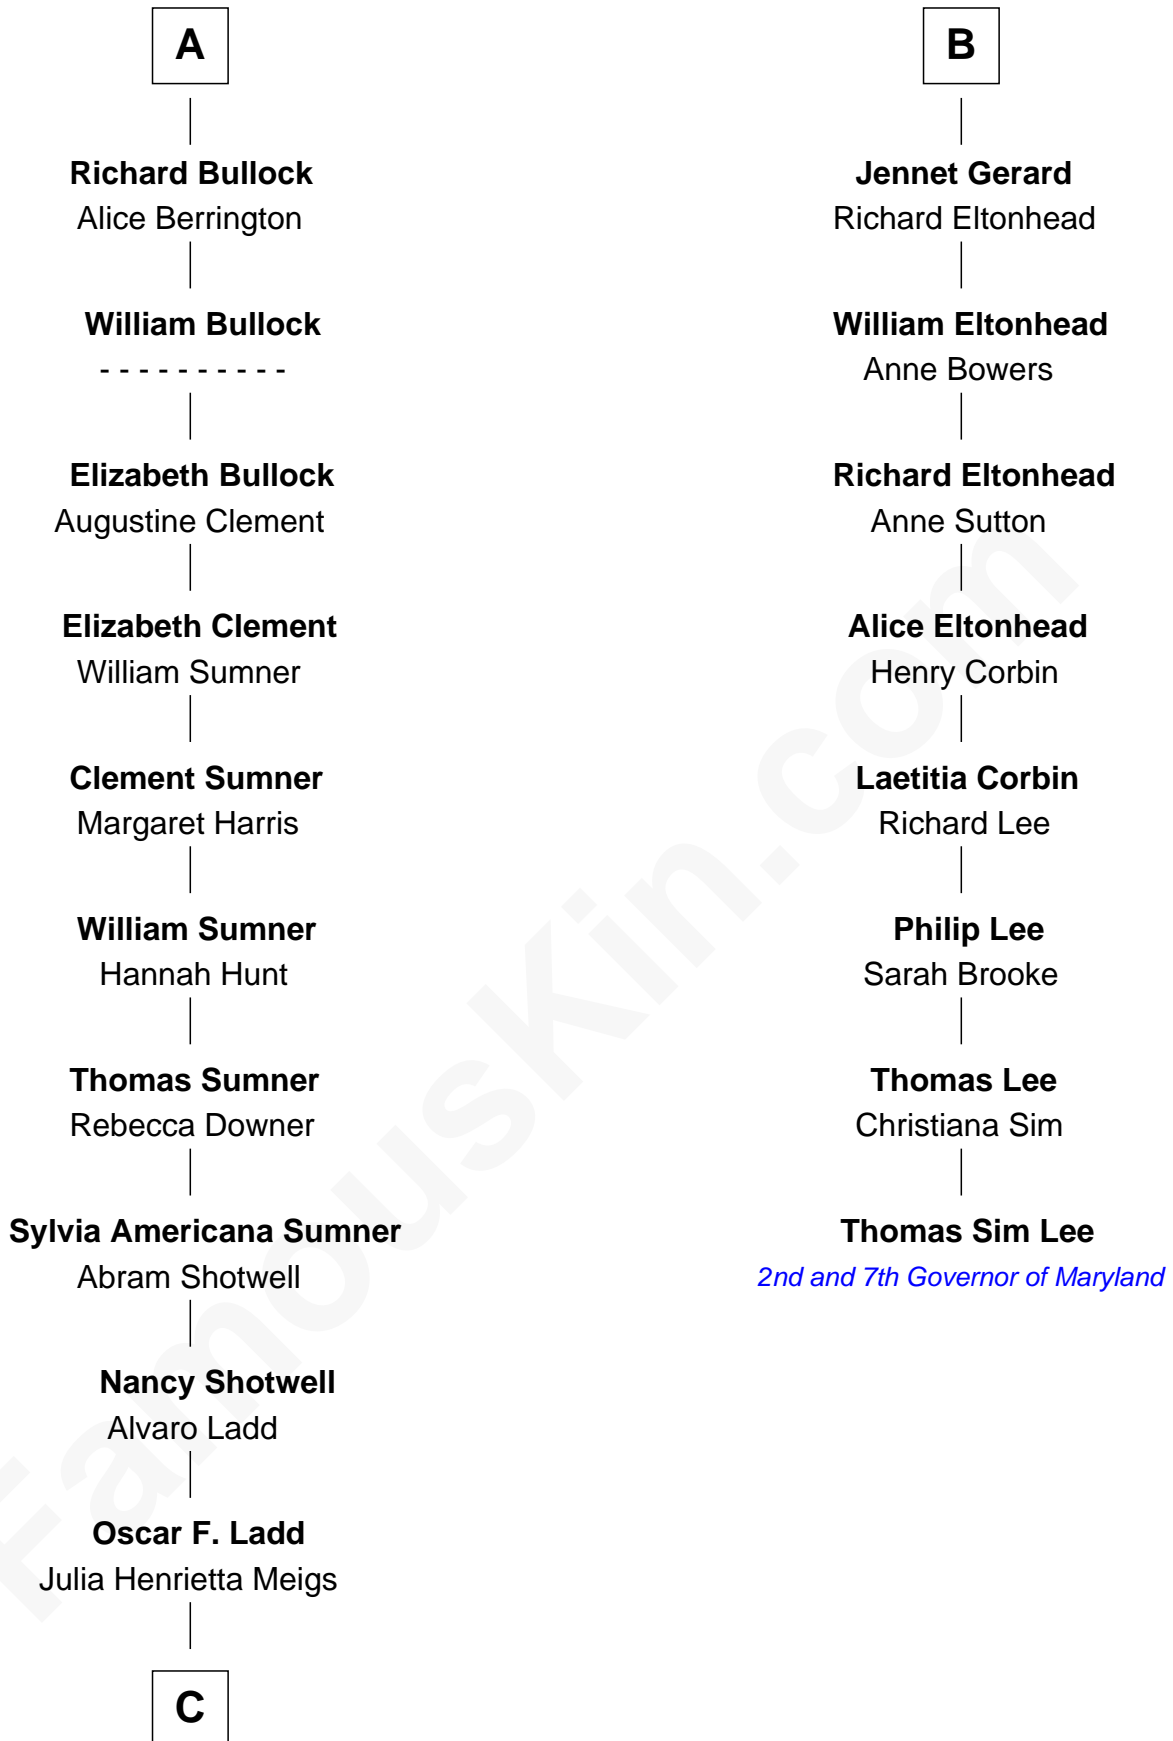 A
Richard Bullock
Alice Berrington
William Bullock
- - - - - - - - - -
Elizabeth Bullock
Augustine Clement
Elizabeth Clement
William Sumner
Clement Sumner
Margaret Harris
William Sumner
Hannah Hunt
Thomas Sumner
Rebecca Downer
Sylvia Americana Sumner
Abram Shotwell
Nancy Shotwell
Alvaro Ladd
Oscar F. Ladd
Julia Henrietta Meigs
C
B
Jennet Gerard
Richard Eltonhead
William Eltonhead
Anne Bowers
Richard Eltonhead
Anne Sutton
Alice Eltonhead
Henry Corbin
Laetitia Corbin
Richard Lee
Philip Lee
Sarah Brooke
Thomas Lee
Christiana Sim
Thomas Sim Lee
2nd and 7th Governor of Maryland
FamousKin.com